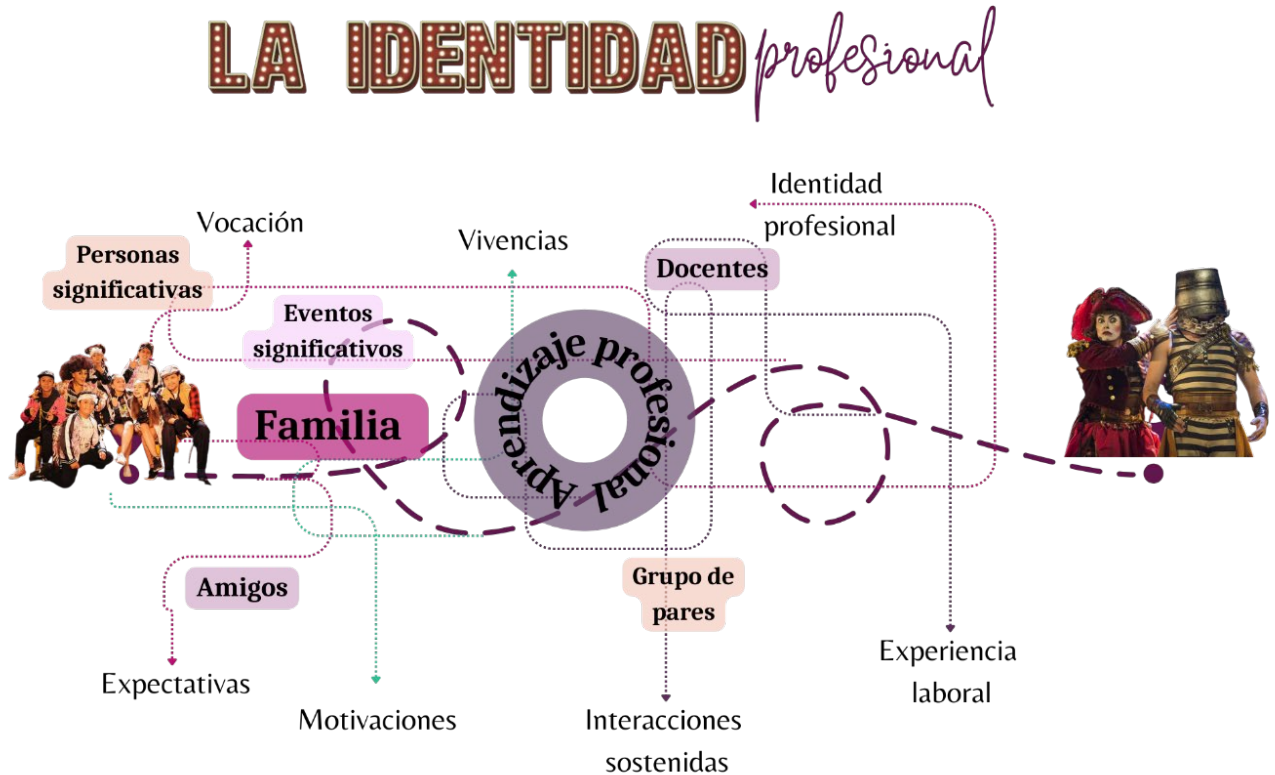 LA IDENTIDAD profesional
Identidad
profesional
Vocación
Vivencias
Personas
significativas
Docentes
Eventos
significativos
Aprendizaje profesional
Familia
Grupo de
pares
Amigos
Experiencia
laboral
Expectativas
Motivaciones
Interacciones
sostenidas